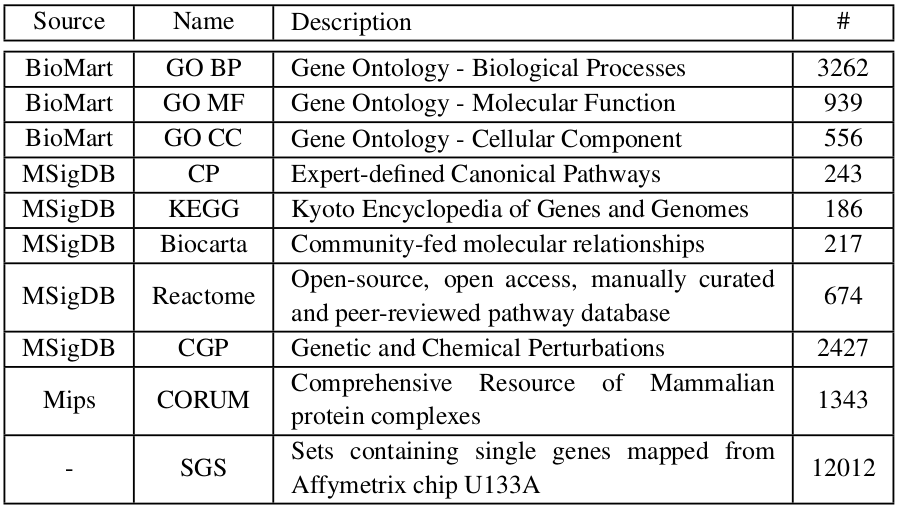 Source Name Description #
BioMart GO BP Gene Ontology - Biological Processes 3262
BioMart GO MF Gene Ontology - Molecular Function 939
BioMart GO CC Gene Ontology - Cellular Component 556
MSigDB CP Expert-defined Canonical Pathways 243
MSigDB KEGG Kyoto Encyclopedia of Genes and Genomes 186
MSigDB Biocarta Community-fed molecular relationships 217
MSigDB Reactome Open-source, open access, manually curated
and peer-reviewed pathway database 674
MSigDB CGP Genetic and Chemical Perturbations 2427
Mips CORUM Comprehensive Resource of Mammalian
protein complexes 1343
- SGS Sets containing single genes mapped from
Affymetrix chip U133A 12012